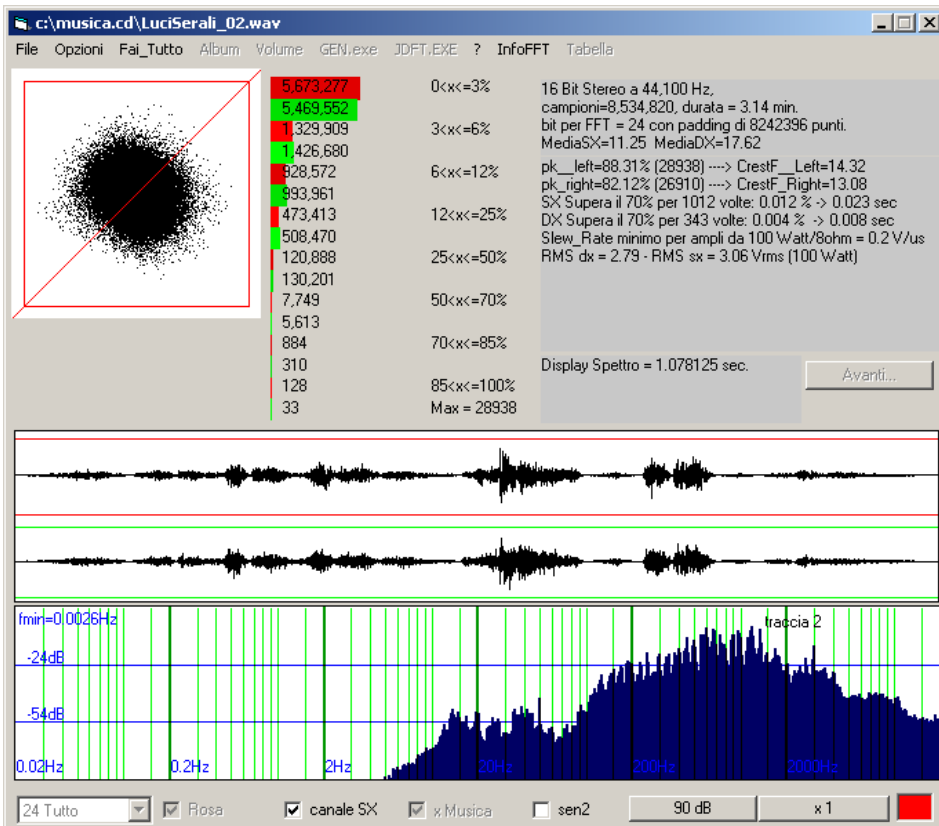 c:\musica.cd\LuciSerali_02.wav
File Opzioni Fai_Tutto Album Volume GEN.exe JDFT.EXE ? InfoFFT Tabella
5,673,277 0<x<=3%
5,469,552
1,329,909 3<x<=6%
1,426,680
928,572 6<x<=12%
993,961
473,413 12<x<=25%
508,470
120,888 25<x<=50%
130,201
7,749 50<x<=70%
5,613
884 70<x<=85%
310
128 85<x<=100%
33 Max = 28938
16 Bit Stereo a 44,100 Hz,
campioni=8,534,820, durata = 3.14 min.
bit per FFT = 24 con padding di 8242396 punti.
MediaSX=11.25 MediaDX=17.62
pk__left=88.31% (28938) ----> CrestF__Left=14.32
pk_right=82.12% (26910) ----> CrestF_Right=13.08
SX Supera il 70% per 1012 volte: 0.012 % -> 0.023 sec
DX Supera il 70% per 343 volte: 0.004 % -> 0.008 sec
Slew_Rate minimo per ampli da 100 Watt/8ohm = 0.2 V/us
RMS dx = 2.79 - RMS sx = 3.06 Vrms (100 Watt)
Display Spettro = 1.078125 sec.
Avanti...
fmin=0.0026Hz traccia 2
-24dB
-54dB
0.02Hz 0.2Hz 2Hz 20Hz 200Hz 2000Hz
24 Tutto Rosa canale SX x Musica sen2 90 dB x 1